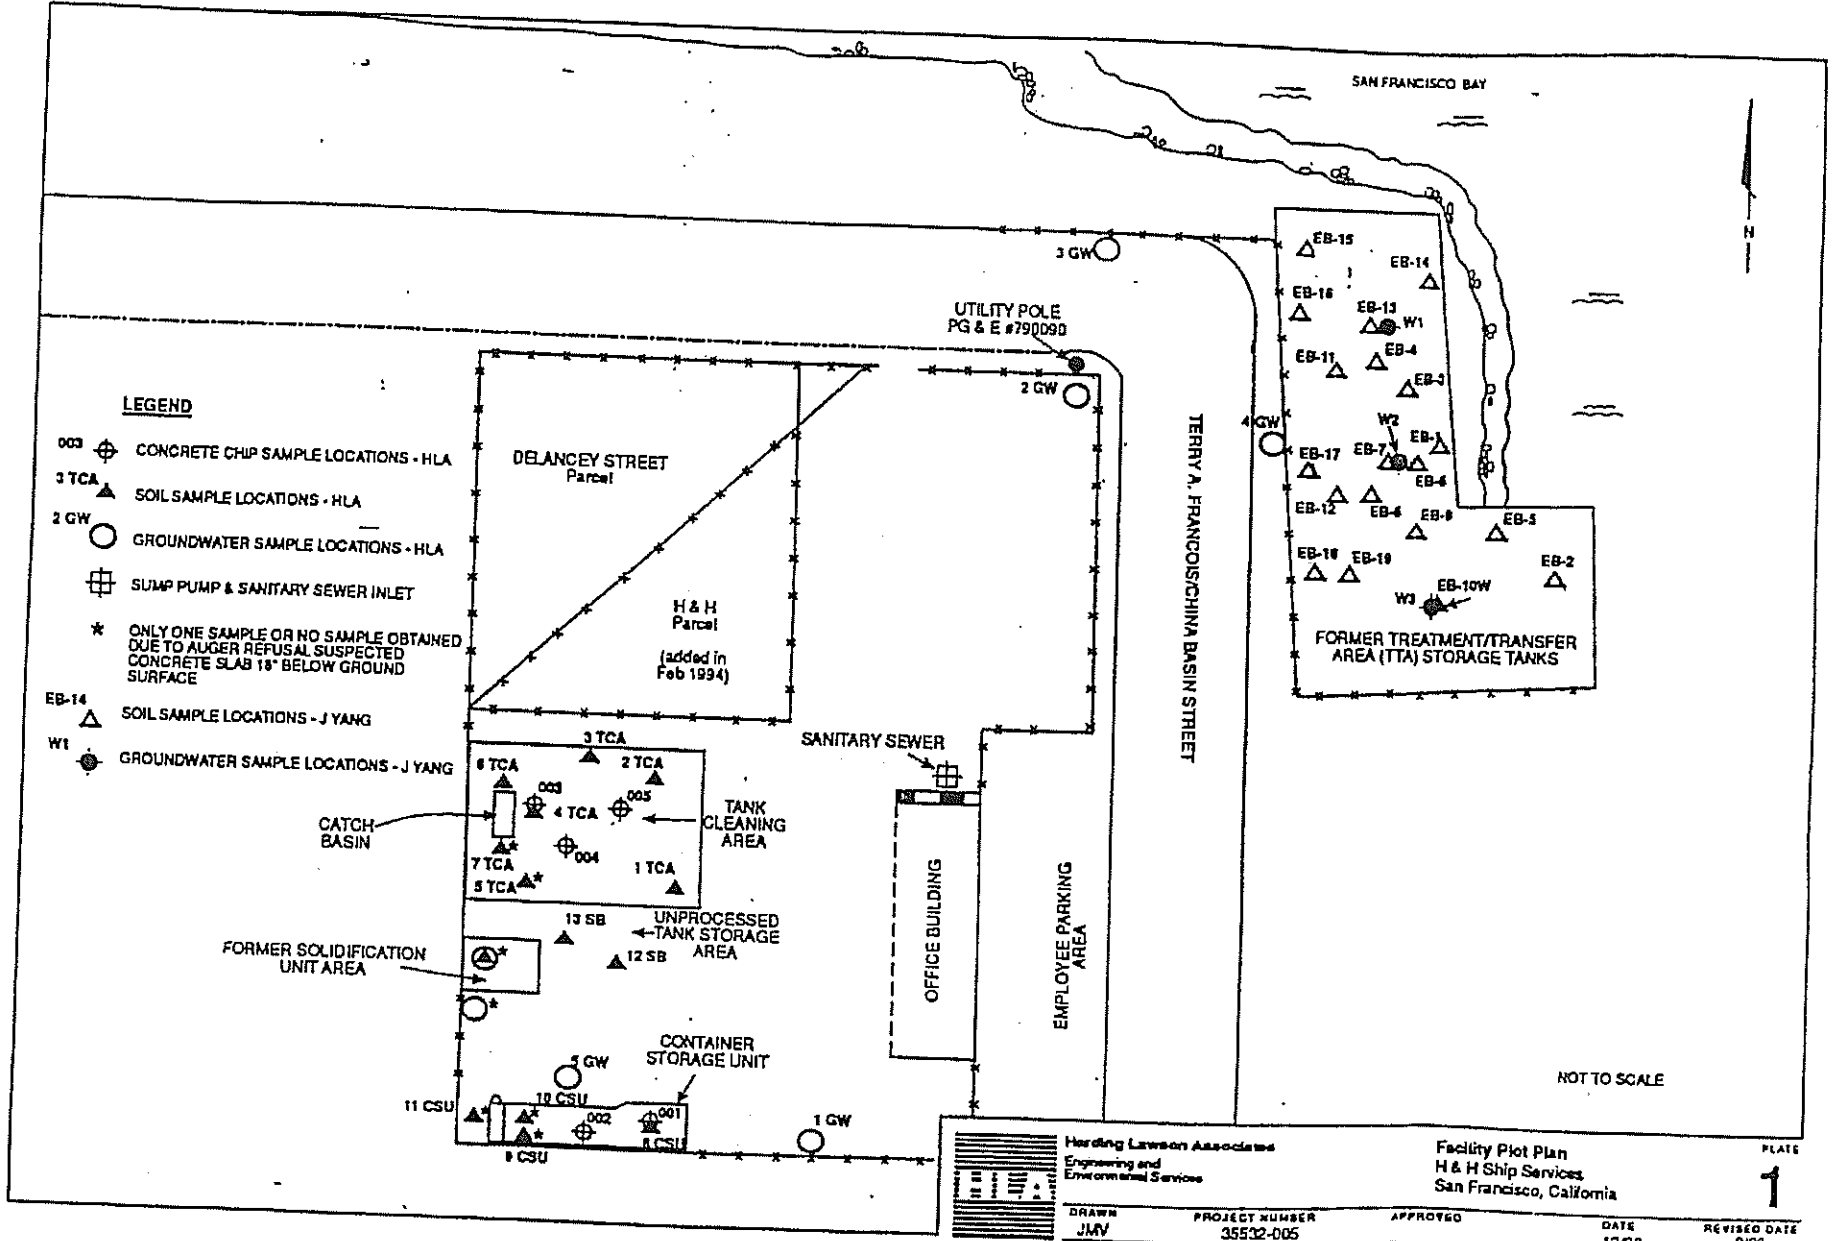 SAN FRANCISCO BAY
N
3 GW
EB-15
EB-14
EB-16
EB-13
W1
UTILITY POLE
PG & E #790090
EB-11
EB-4
EB-3
2 GW
4 GW
W2
EB-1
EB-7
EB-17
EB-12
EB-6
EB-9
EB-5
EB-2
EB-18
EB-19
EB-10W
W3
FORMER TREATMENT/TRANSFER
AREA (TTA) STORAGE TANKS
TERRY A. FRANCOIS/CHINA BASIN STREET
LEGEND
003 CONCRETE CHIP SAMPLE LOCATIONS - HLA
3 TCA SOIL SAMPLE LOCATIONS - HLA
2 GW GROUNDWATER SAMPLE LOCATIONS - HLA
SUMP PUMP & SANITARY SEWER INLET
* ONLY ONE SAMPLE OR NO SAMPLE OBTAINED
DUE TO AUGER REFUSAL SUSPECTED
CONCRETE SLAB 18" BELOW GROUND
SURFACE
EB-14 SOIL SAMPLE LOCATIONS - J YANG
W1 GROUNDWATER SAMPLE LOCATIONS - J YANG
DELANCEY STREET
Parcel
H & H
Parcel
(added in
Feb 1994)
3 TCA
6 TCA
2 TCA
003
005
4 TCA
004
7 TCA
5 TCA
1 TCA
CATCH
BASIN
TANK
CLEANING
AREA
SANITARY SEWER
13 SB
12 SB
UNPROCESSED
TANK STORAGE
AREA
FORMER SOLIDIFICATION
UNIT AREA
OFFICE BUILDING
EMPLOYEE PARKING
AREA
CONTAINER
STORAGE UNIT
5 GW
11 CSU
10 CSU
002
001
9 CSU
1 GW
NOT TO SCALE
Harding Lawson Associates
Engineering and
Environmental Services
Facility Plot Plan
H & H Ship Services
San Francisco, California
PLATE
1
DRAWN
JMV
PROJECT NUMBER
35532-005
APPROVED
DATE
REVISED DATE